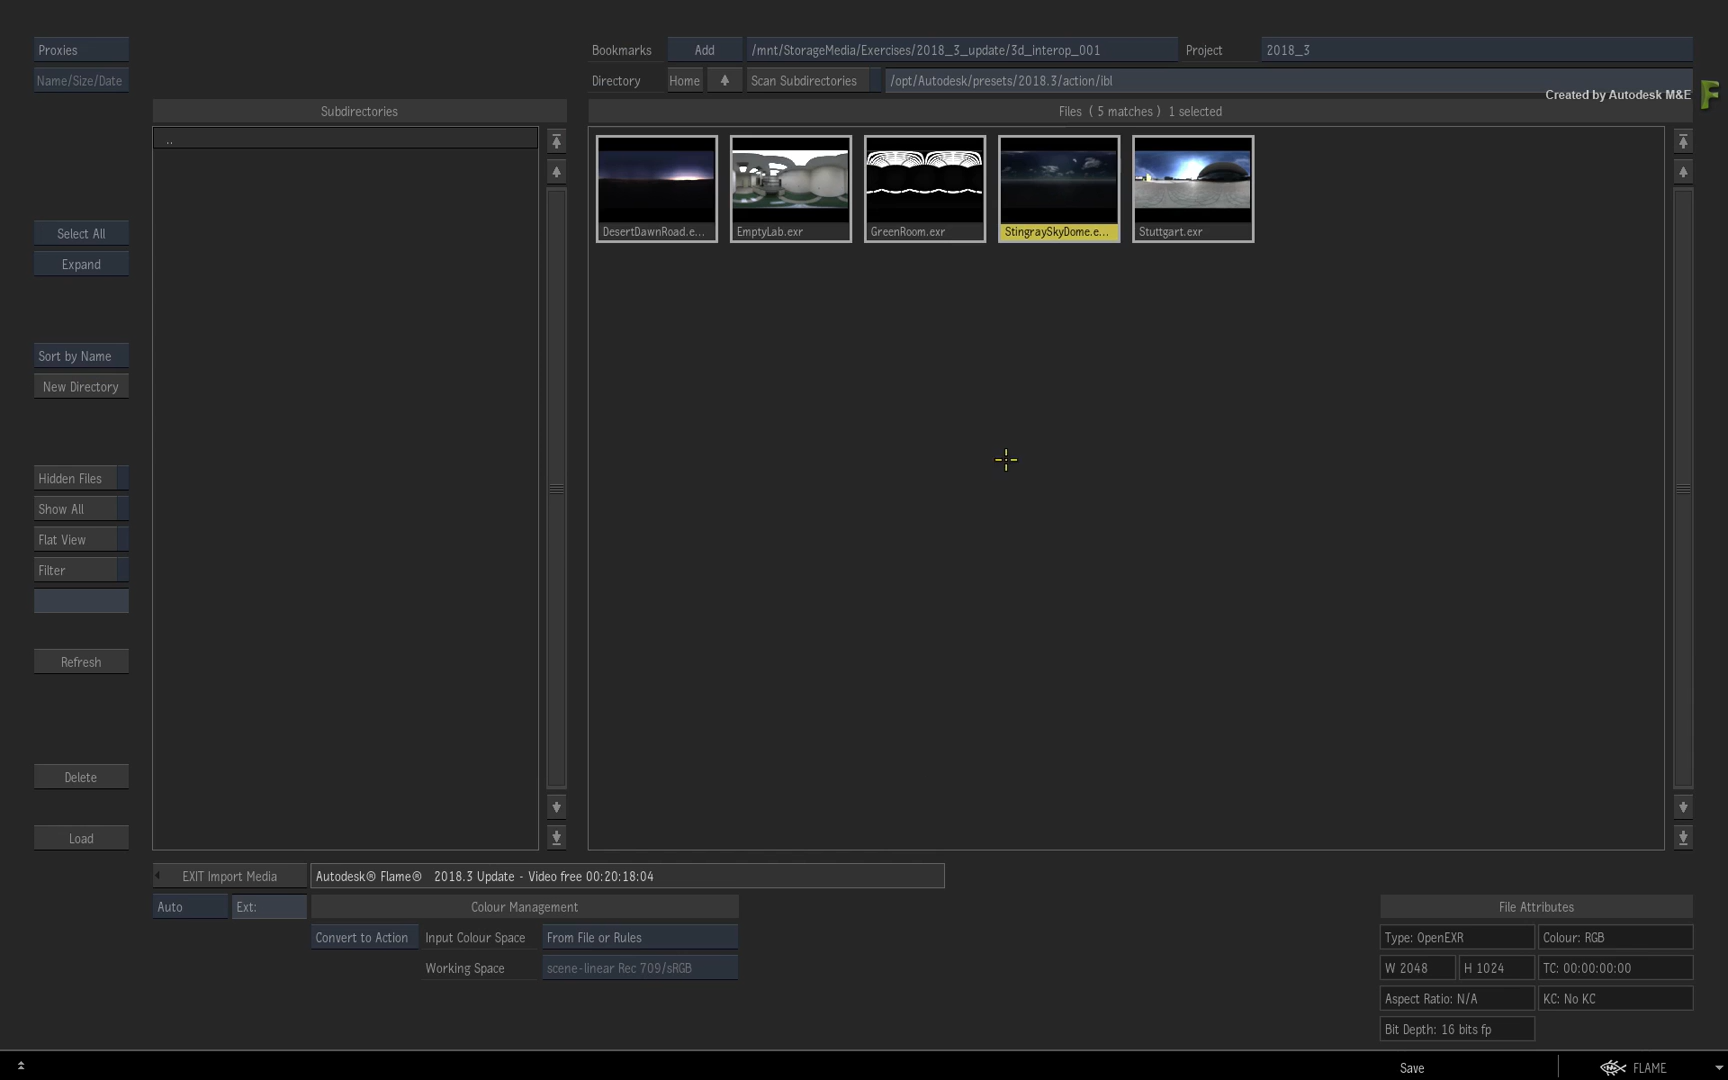 Proxies
Bookmarks Add /mnt/StorageMedia/Exercises/2018_3_update/3d_interop_001 Project 2018_3
Name/Size/Date
Directory Home Scan Subdirectories /opt/Autodesk/presets/2018.3/action/ibl
Created by Autodesk M&E
Subdirectories
Files ( 5 matches ) 1 selected
..
DesertDawnRoad.e... EmptyLab.exr GreenRoom.exr StingraySkyDome.e... Stuttgart.exr
Select All
Expand
Sort by Name
New Directory
Hidden Files
Show All
Flat View
Filter
Refresh
Delete
Load
EXIT Import Media Autodesk® Flame® 2018.3 Update - Video free 00:20:18:04
Auto Ext: Colour Management
Convert to Action Input Colour Space From File or Rules
Working Space scene-linear Rec 709/sRGB
File Attributes
Type: OpenEXR Colour: RGB
W 2048 H 1024 TC: 00:00:00:00
Aspect Ratio: N/A KC: No KC
Bit Depth: 16 bits fp
Save FLAME